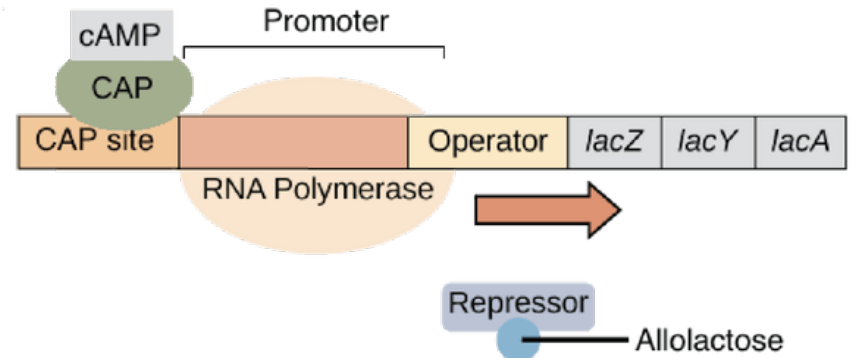 Promoter
cAMP
CAP
CAP site
Operator
lacZ
lacY
lacA
RNA Polymerase
Repressor
Allolactose